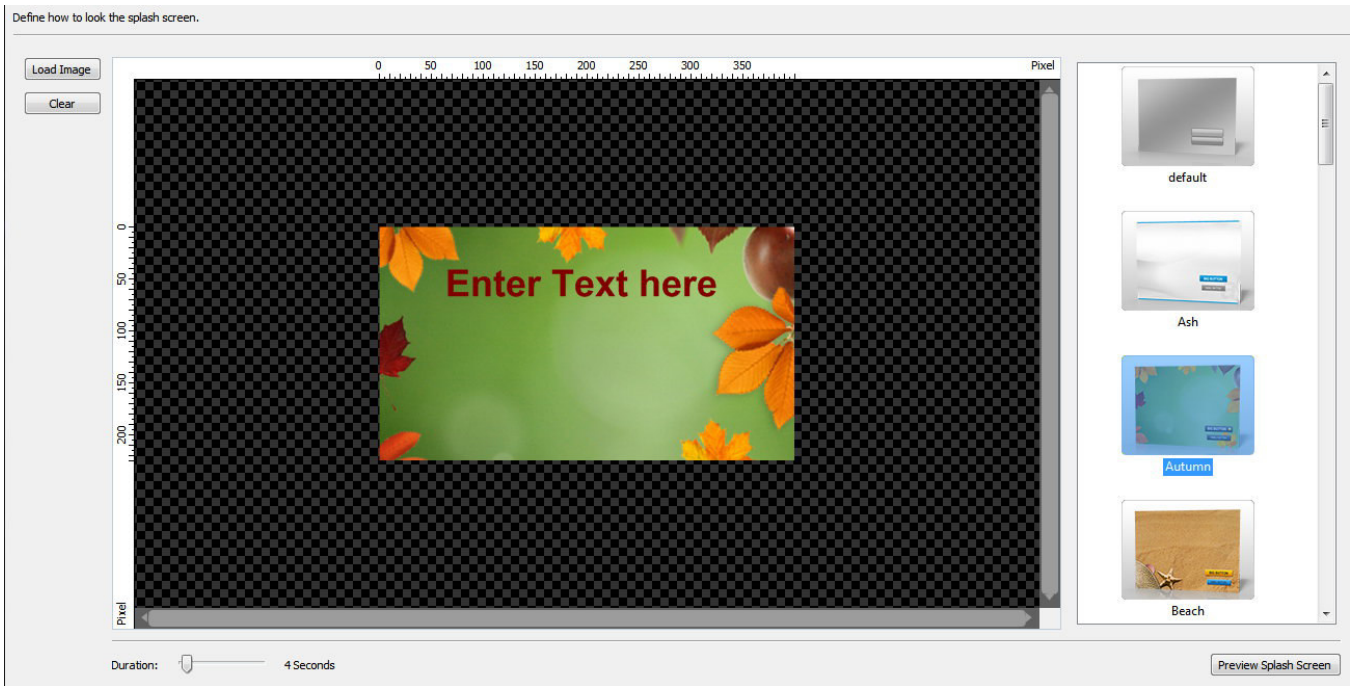 Define how to look the splash screen.
Load Image
Clear
0 50 100 150 200 250 300 350 Pixel
0
50
100
150
200
Pixel
Enter Text here
default
Ash
Autumn
Beach
Duration: 4 Seconds
Preview Splash Screen